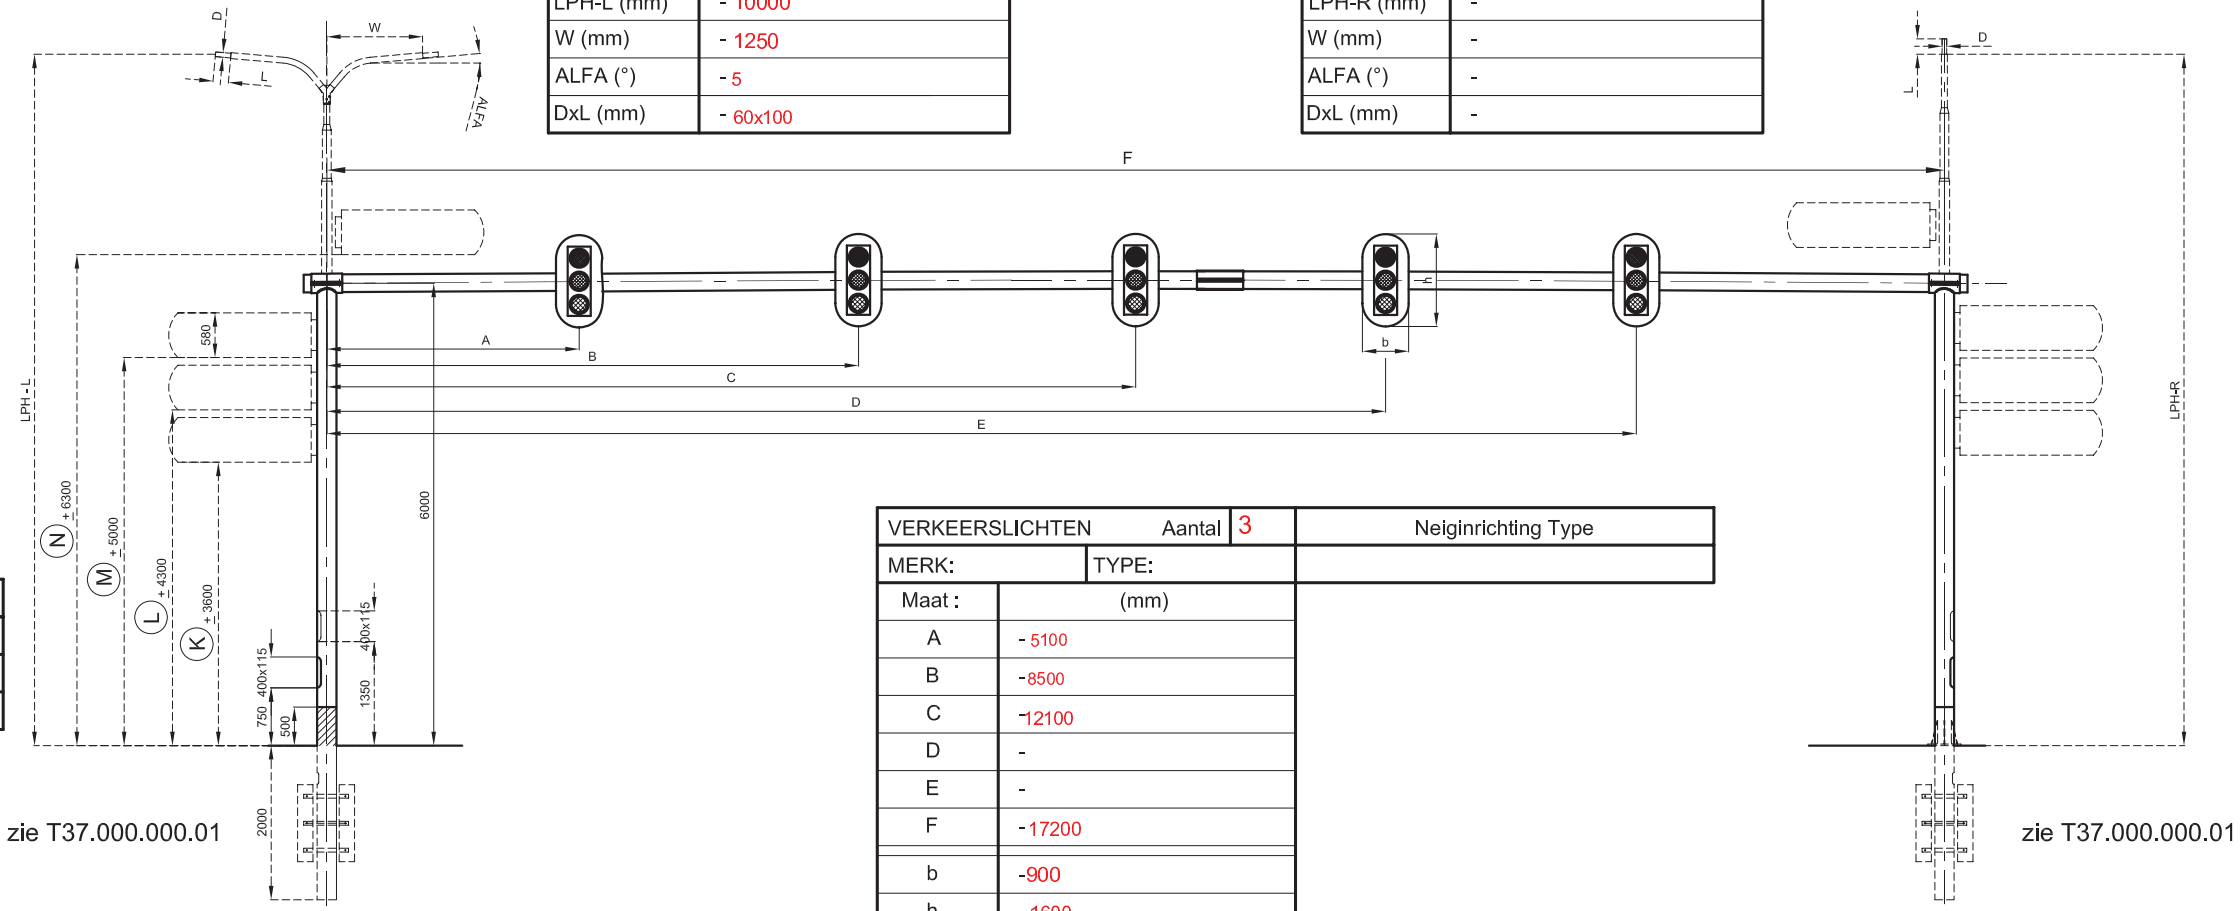 LPH-L (mm) - 10000
W (mm) - 1250
ALFA (°) - 5
DxL (mm) - 60x100
LPH-R (mm) -
W (mm) -
ALFA (°) -
DxL (mm) -
D
W
L
ALFA
D
L
F
A
B
C
D
E
b
h
LPH - L
LPH-R
580
N + 6300
M + 5000
L + 4300
K + 3600
6000
400x115
1350
400x115
750
500
2000
zie T37.000.000.01
zie T37.000.000.01
VERKEERSLICHTEN Aantal 3 Neiginrichting Type
MERK: TYPE:
Maat : (mm)
A - 5100
B -8500
C -12100
D -
E -
F -17200
b -900
h -1600